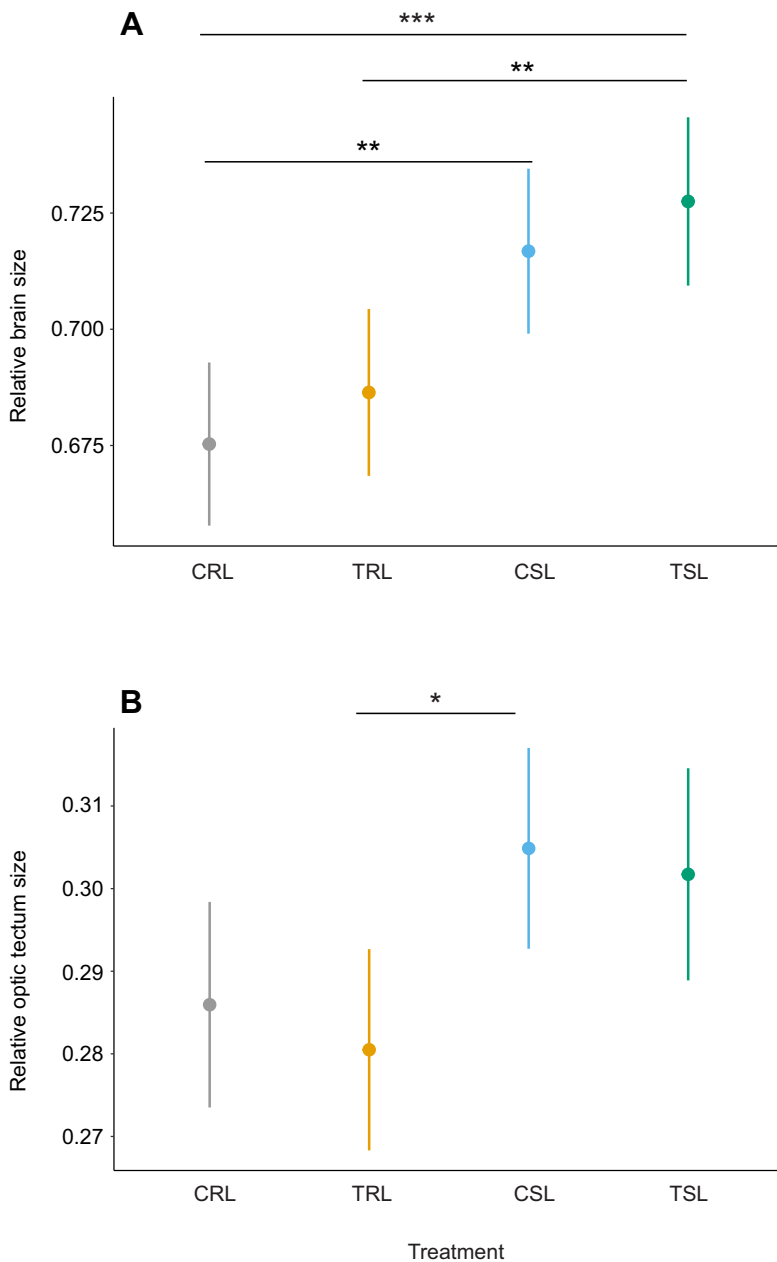 A
***
**
**
0.725
0.700
0.675
Relative brain size
CRL TRL CSL TSL
B
*
0.31
0.30
0.29
0.28
0.27
Relative optic tectum size
CRL TRL CSL TSL
Treatment